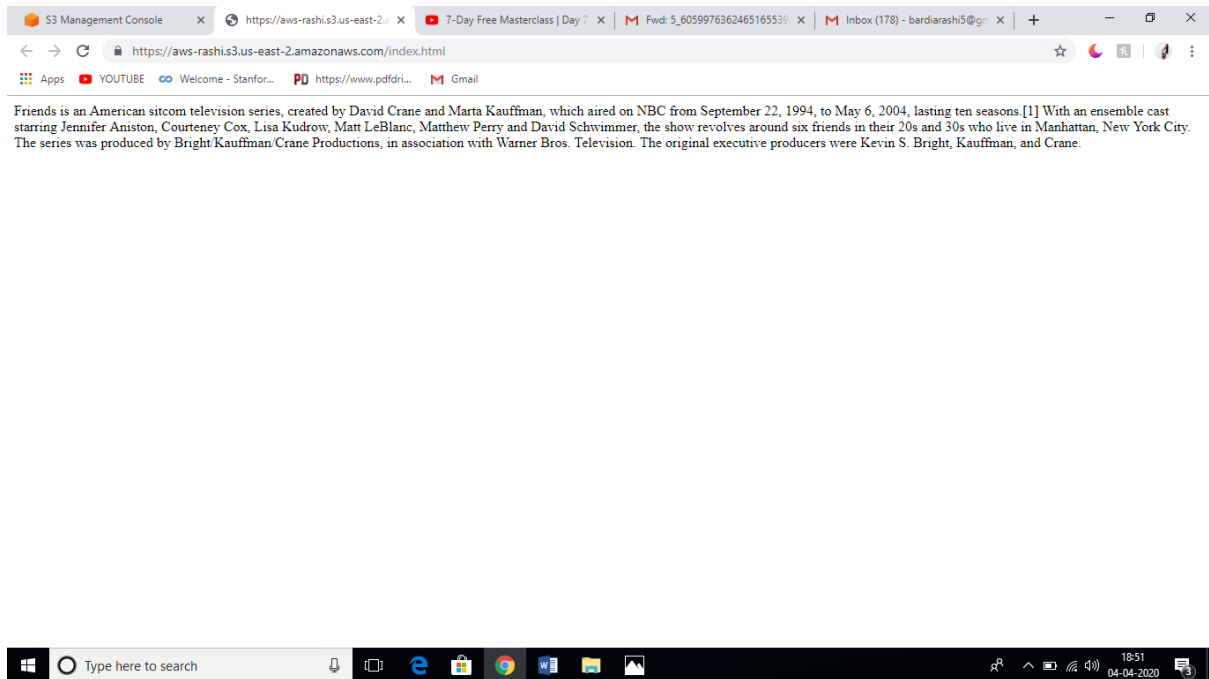 S3 Management Console
https://aws-rashi.s3.us-east-2.a
7-Day Free Masterclass | Day 7
Fwd: 5_6059976362465165539
Inbox (178) - bardiarashi5@gm
https://aws-rashi.s3.us-east-2.amazonaws.com/index.html
Apps
YOUTUBE
Welcome - Stanfor...
PD https://www.pdfdri...
Gmail
Friends is an American sitcom television series, created by David Crane and Marta Kauffman, which aired on NBC from September 22, 1994, to May 6, 2004, lasting ten seasons.[1] With an ensemble cast
starring Jennifer Aniston, Courteney Cox, Lisa Kudrow, Matt LeBlanc, Matthew Perry and David Schwimmer, the show revolves around six friends in their 20s and 30s who live in Manhattan, New York City.
The series was produced by Bright/Kauffman/Crane Productions, in association with Warner Bros. Television. The original executive producers were Kevin S. Bright, Kauffman, and Crane.
Type here to search
18:51
04-04-2020
3